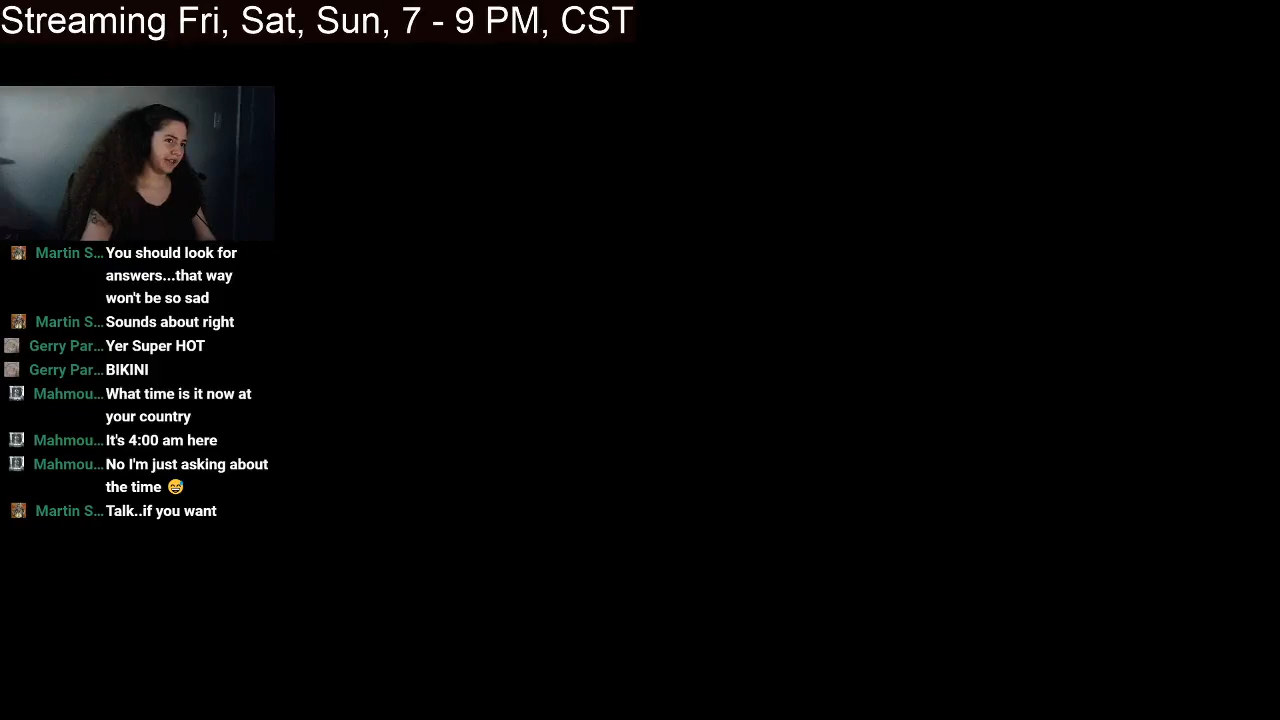 Streaming Fri, Sat, Sun, 7 - 9 PM, CST
Martin S... You should look for
answers...that way
won't be so sad
Martin S... Sounds about right
Gerry Par... Yer Super HOT
Gerry Par... BIKINI
Mahmou... What time is it now at
your country
Mahmou... It's 4:00 am here
Mahmou... No I'm just asking about
the time 😅
Martin S... Talk..if you want